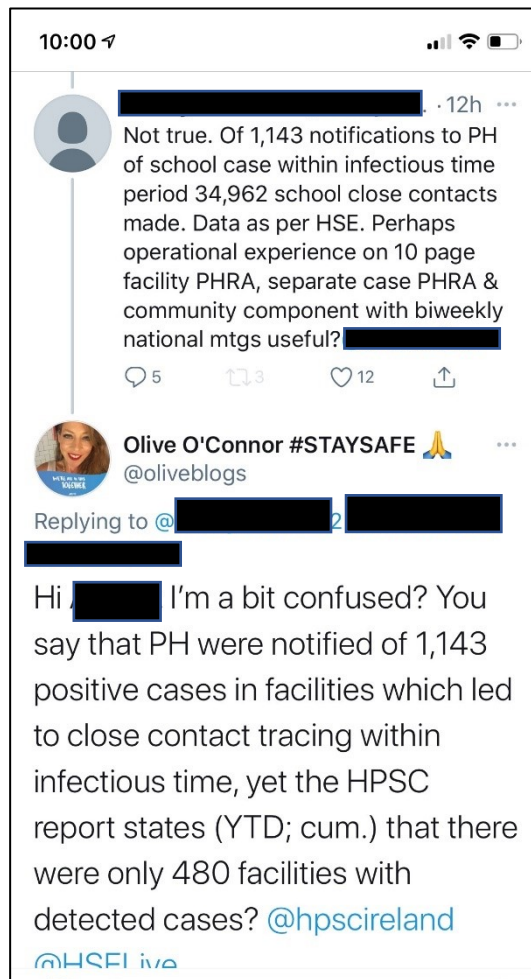 10:00
· 12h
Not true. Of 1,143 notifications to PH
of school case within infectious time
period 34,962 school close contacts
made. Data as per HSE. Perhaps
operational experience on 10 page
facility PHRA, separate case PHRA &
community component with biweekly
national mtgs useful?
5 3 12
Olive O'Connor #STAYSAFE 🙏
@oliveblogs
Replying to @ 2
Hi I'm a bit confused? You
say that PH were notified of 1,143
positive cases in facilities which led
to close contact tracing within
infectious time, yet the HPSC
report states (YTD; cum.) that there
were only 480 facilities with
detected cases? @hpscireland
@HSELive